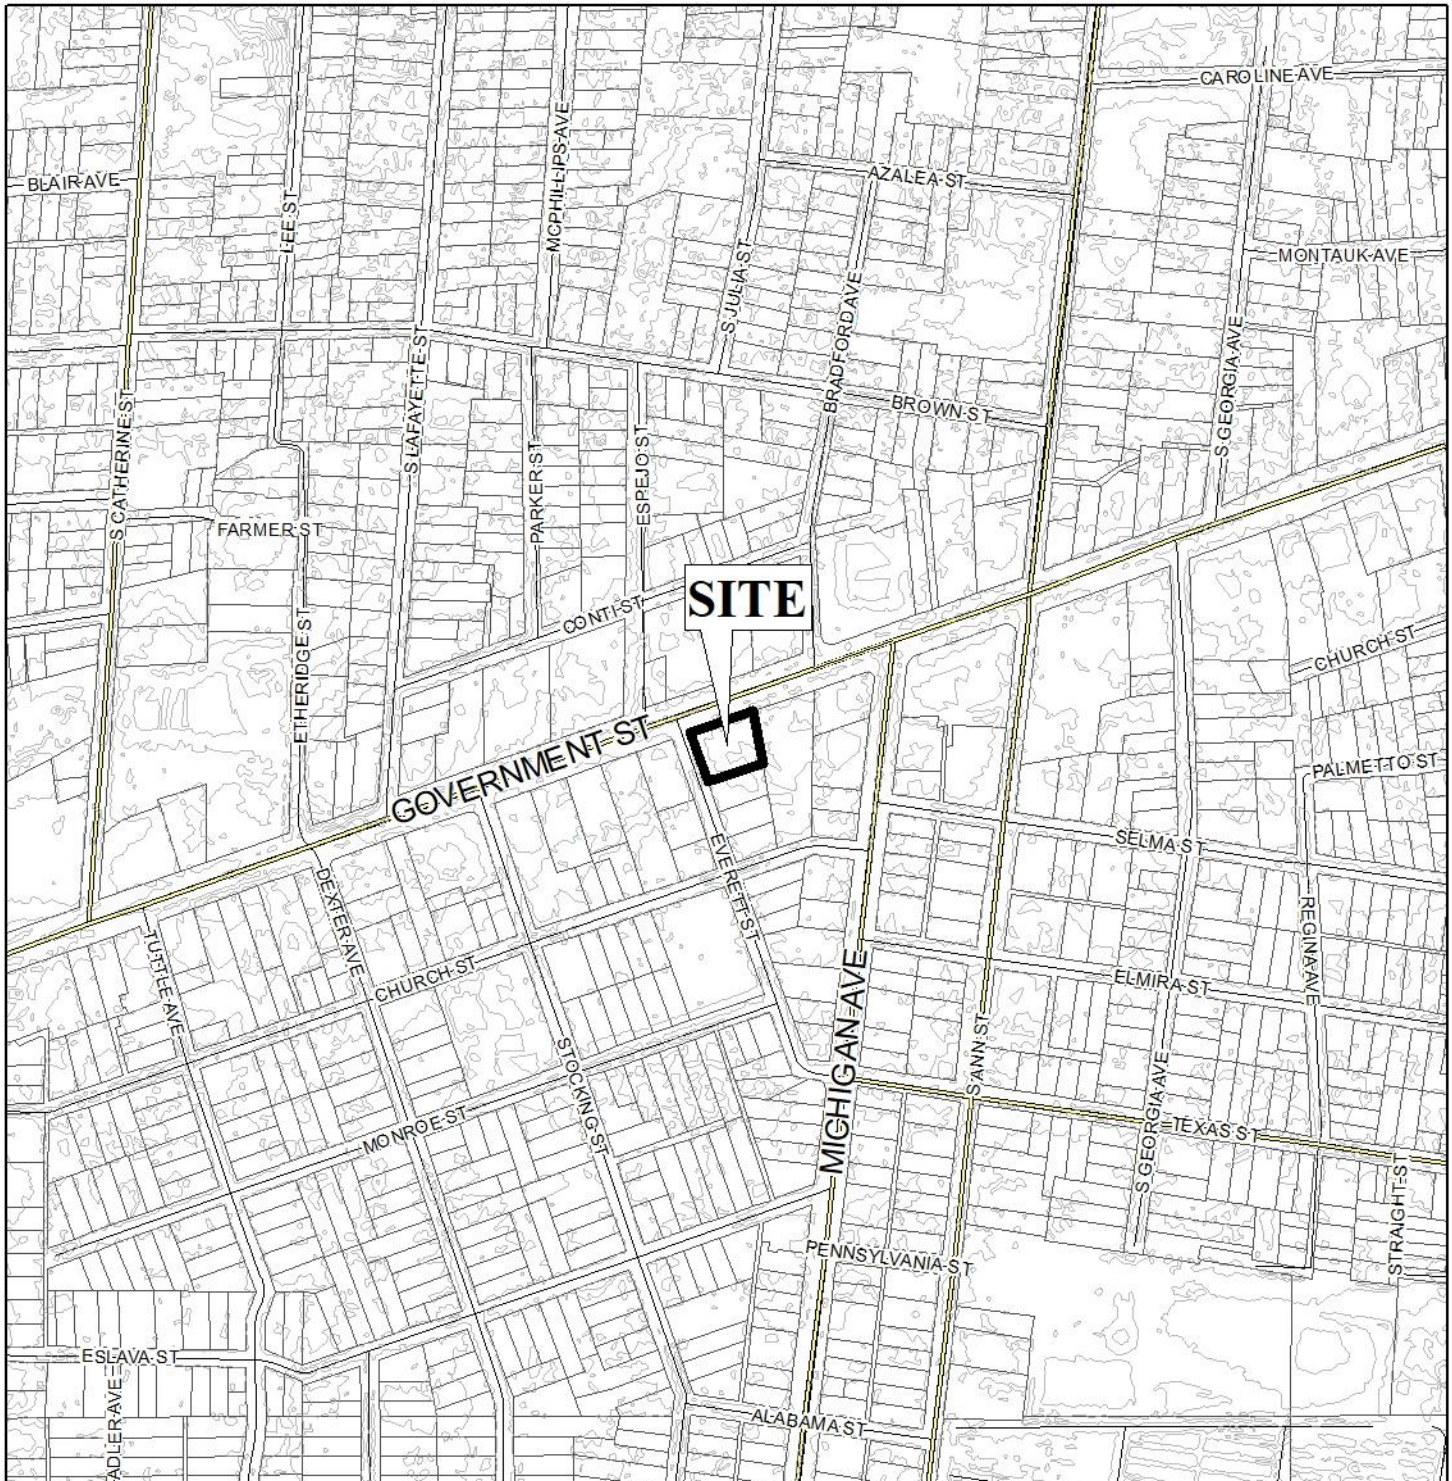 CAROLINE AVE
BLAIR AVE
AZALEA ST
MCPHILLIPS AVE
LEE ST
MONTAUK AVE
S JULIA ST
BRADFORD AVE
S LAFAYETTE ST
S GEORGIA AVE
BROWN ST
S CATHERINE ST
PARKER ST
ESPEJO ST
FARMER ST
SITE
CONTI ST
ETHERIDGE ST
CHURCH ST
GOVERNMENT ST
PALMETTO ST
SELMA ST
EVERETT ST
DEXTER AVE
REGINA AVE
TUTTLE AVE
CHURCH ST
MICHIGAN AVE
ELMIRA ST
S ANN ST
STOCKING ST
MONROE ST
S GEORGIA AVE
TEXAS ST
STRAIGHT ST
PENNSYLVANIA ST
ESLAVA ST
ADLER AVE
ALABAMA ST